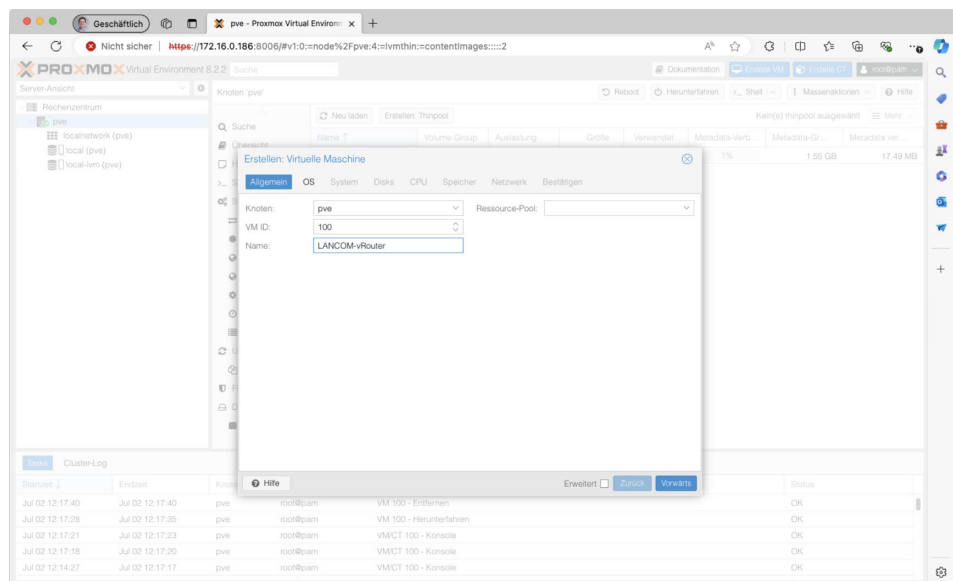 Geschäftlich
pve - Proxmox Virtual Environm
Nicht sicher | https://172.16.0.186:8006/#v1:0:=node%2Fpve:4:=lvmthin:=contentImages:::::2
PROXMOX Virtual Environment 8.2.2 Suche
Dokumentation Erstelle VM Erstelle CT root@pam
Server-Ansicht
Knoten 'pve'
Reboot Herunterfahren Shell Massenaktionen Hilfe
Rechenzentrum
pve
localnetwork (pve)
local (pve)
local-lvm (pve)
Suche
Übersicht
Neu laden Erstellen: Thinpool
Kein(e) thinpool ausgewählt Mehr
Name Volume Group Auslastung Größe Verwendet Metadata-Verb... Metadata-Gr... Metadata ver...
1% 1.55 GB 17.49 MB
Erstellen: Virtuelle Maschine
Allgemein OS System Disks CPU Speicher Netzwerk Bestätigen
Knoten: pve Ressource-Pool:
VM ID: 100
Name: LANCOM-vRouter
Hilfe Erweitert Zurück Vorwärts
Tasks Cluster-Log
Startzeit Endzeit Status
Jul 02 12:17:40 Jul 02 12:17:40 pve root@pam VM 100 - Entfernen OK
Jul 02 12:17:28 Jul 02 12:17:35 pve root@pam VM 100 - Herunterfahren OK
Jul 02 12:17:21 Jul 02 12:17:23 pve root@pam VM/CT 100 - Konsole OK
Jul 02 12:17:18 Jul 02 12:17:20 pve root@pam VM/CT 100 - Konsole OK
Jul 02 12:14:27 Jul 02 12:17:17 pve root@pam VM/CT 100 - Konsole OK